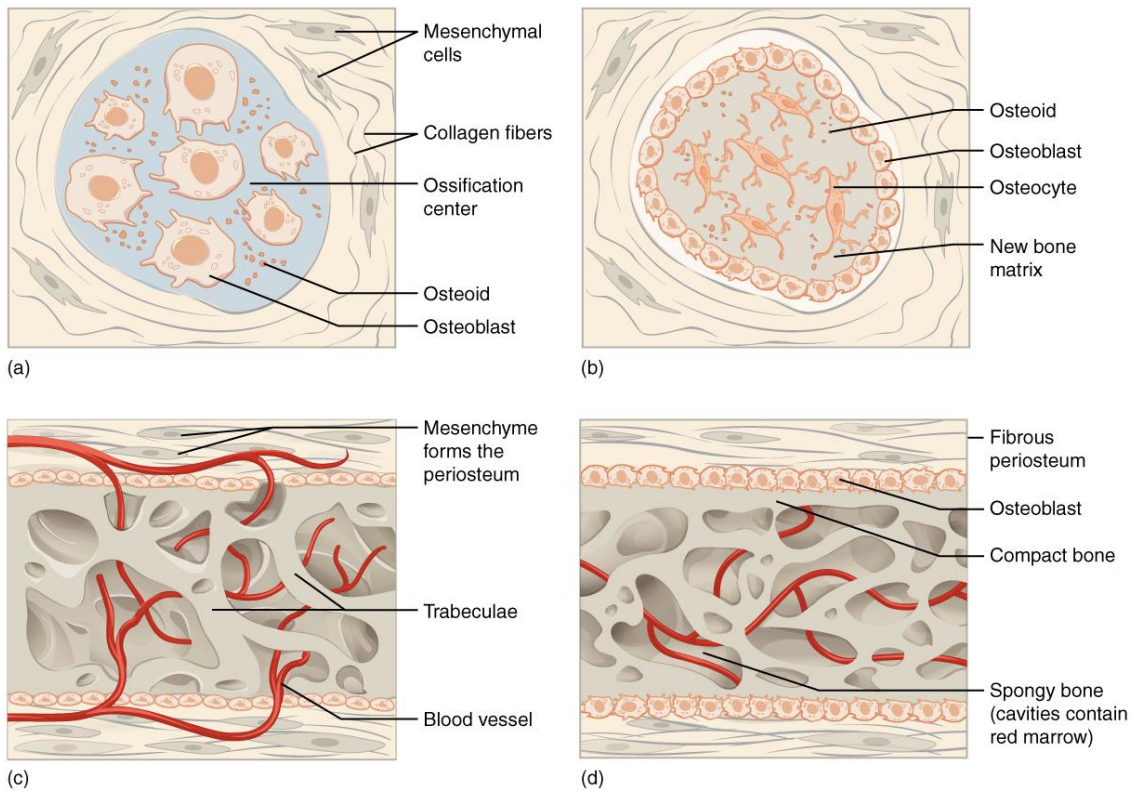 Mesenchymal
cells
Collagen fibers
Ossification
center
Osteoid
Osteoblast
(a)
Osteoid
Osteoblast
Osteocyte
New bone
matrix
(b)
Mesenchyme
forms the
periosteum
Trabeculae
Blood vessel
(c)
Fibrous
periosteum
Osteoblast
Compact bone
Spongy bone
(cavities contain
red marrow)
(d)